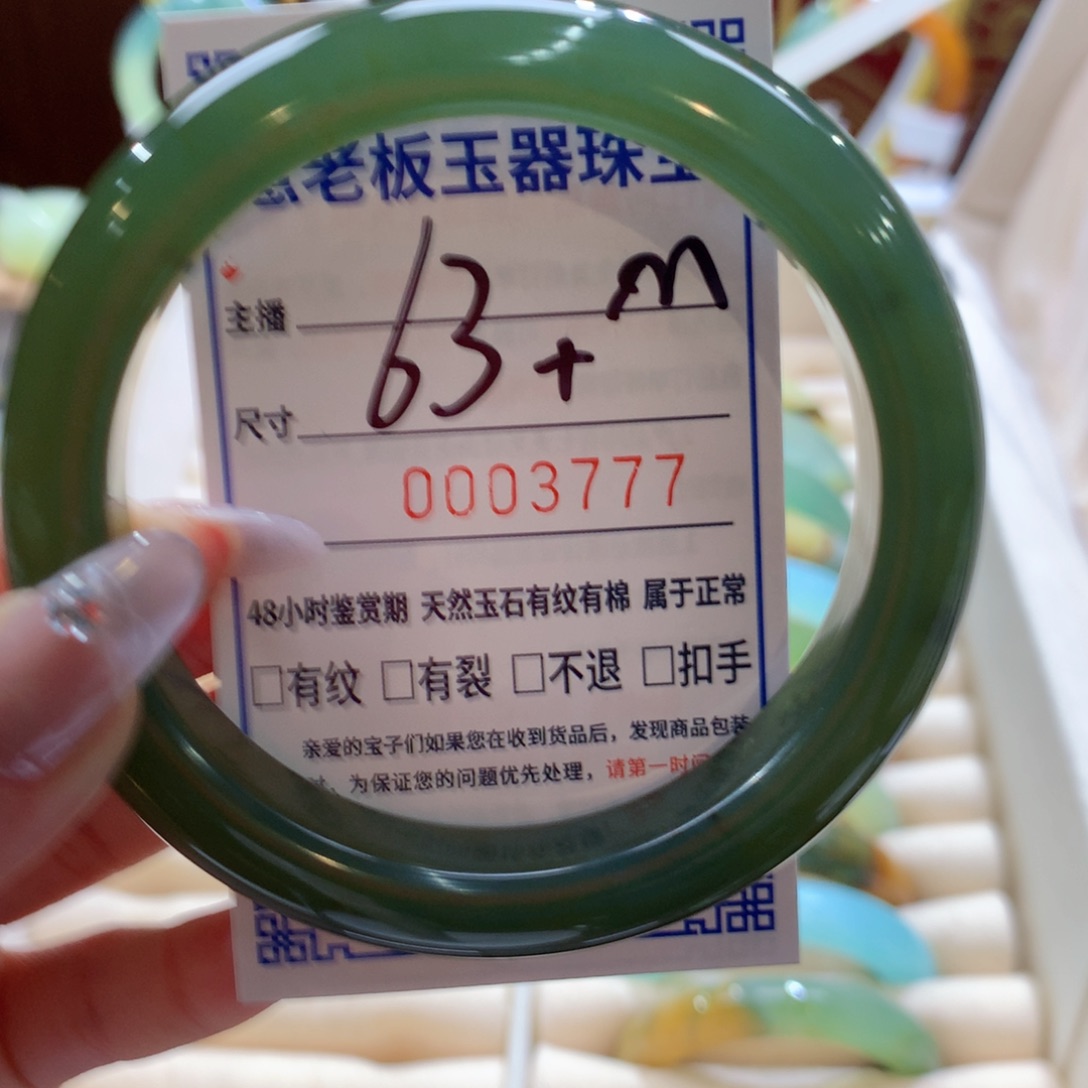 老板玉器珠宝
主播
63+ m
尺寸
0003777
48小时鉴赏期 天然玉石有纹有棉 属于正常
□有纹 □有裂 □不退 □扣手
亲爱的宝子们如果您在收到货品后，发现商品包装
为保证您的问题优先处理，请第一时间